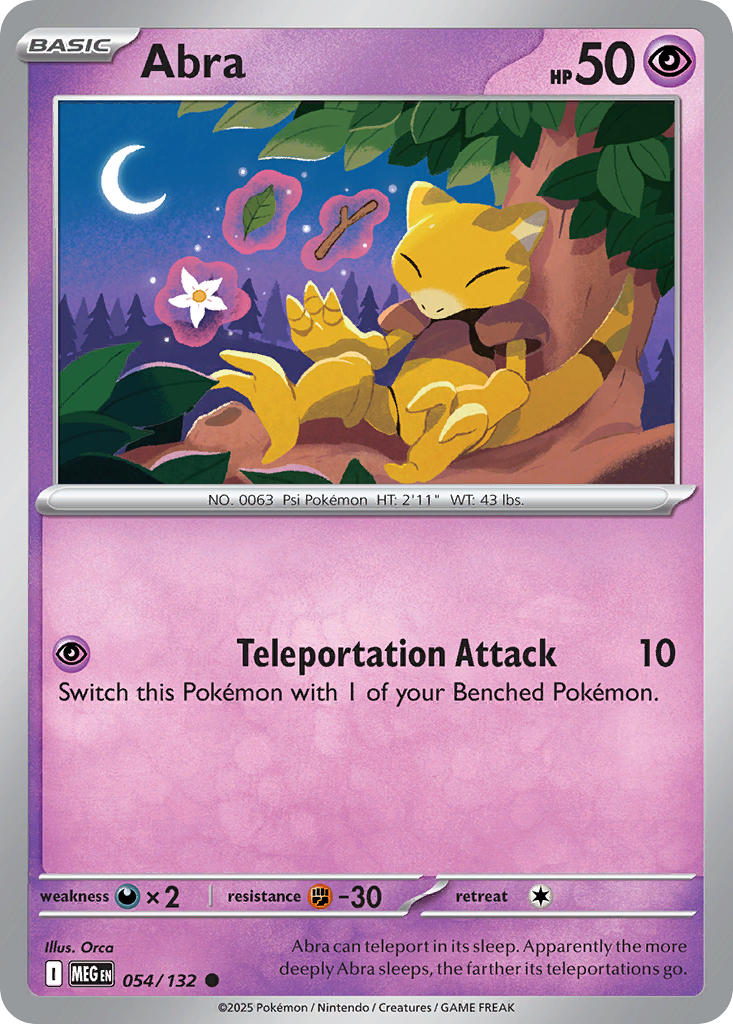 BASIC
Abra
HP 50
NO. 0063 Psi Pokémon HT: 2'11" WT: 43 lbs.
Teleportation Attack 10
Switch this Pokémon with 1 of your Benched Pokémon.
weakness ×2 resistance -30 retreat
Illus. Orca
Abra can teleport in its sleep. Apparently the more
deeply Abra sleeps, the farther its teleportations go.
I MEG EN 054/132
©2025 Pokémon / Nintendo / Creatures / GAME FREAK